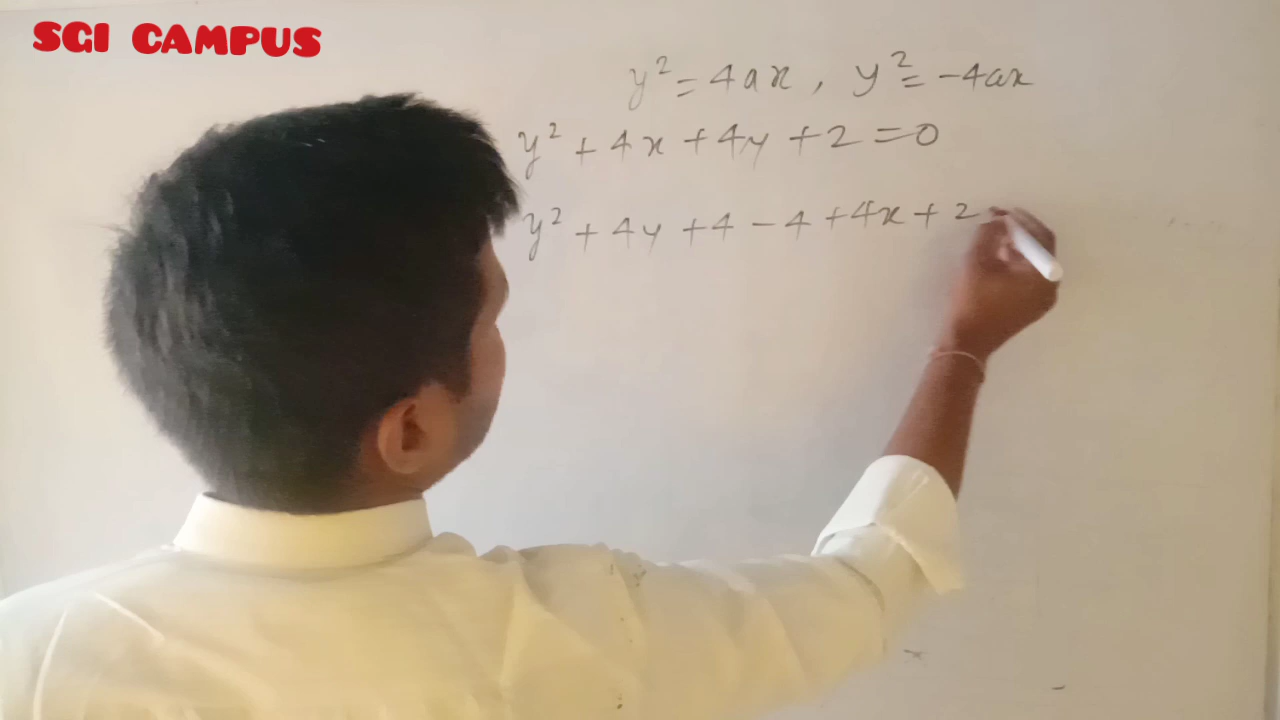 SGI CAMPUS
y² = 4ax, y² = -4ax
y² + 4x + 4y + 2 = 0
y² + 4y + 4 - 4 + 4x + 2